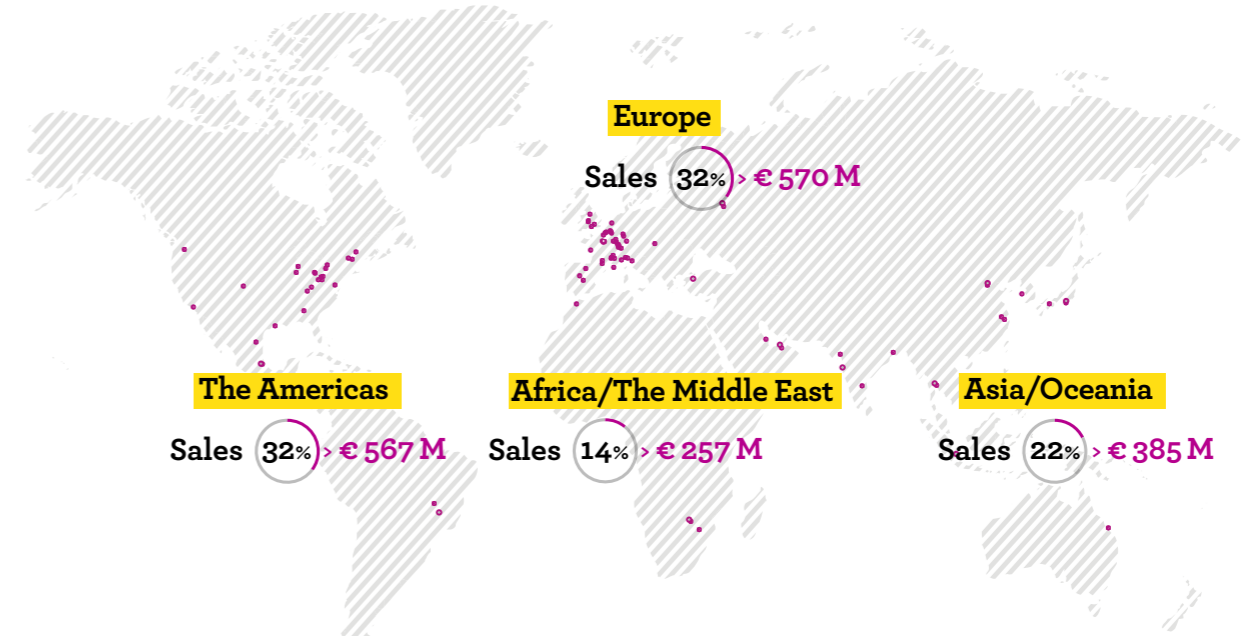 Europe
Sales 32% > € 570 M
The Americas
Sales 32% > € 567 M
Africa/The Middle East
Sales 14% > € 257 M
Asia/Oceania
Sales 22% > € 385 M